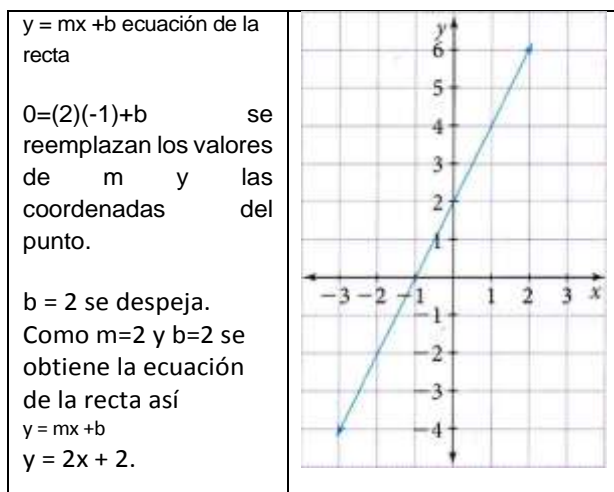 y = mx +b ecuación de la
recta
0=(2)(-1)+b se
reemplazan los valores
de m y las
coordenadas del
punto.
b = 2 se despeja.
Como m=2 y b=2 se
obtiene la ecuación
de la recta así
y = mx +b
y = 2x + 2.
y
6
5
4
3
2
1
−3 −2 −1 1 2 3 x
−1
−2
−3
−4